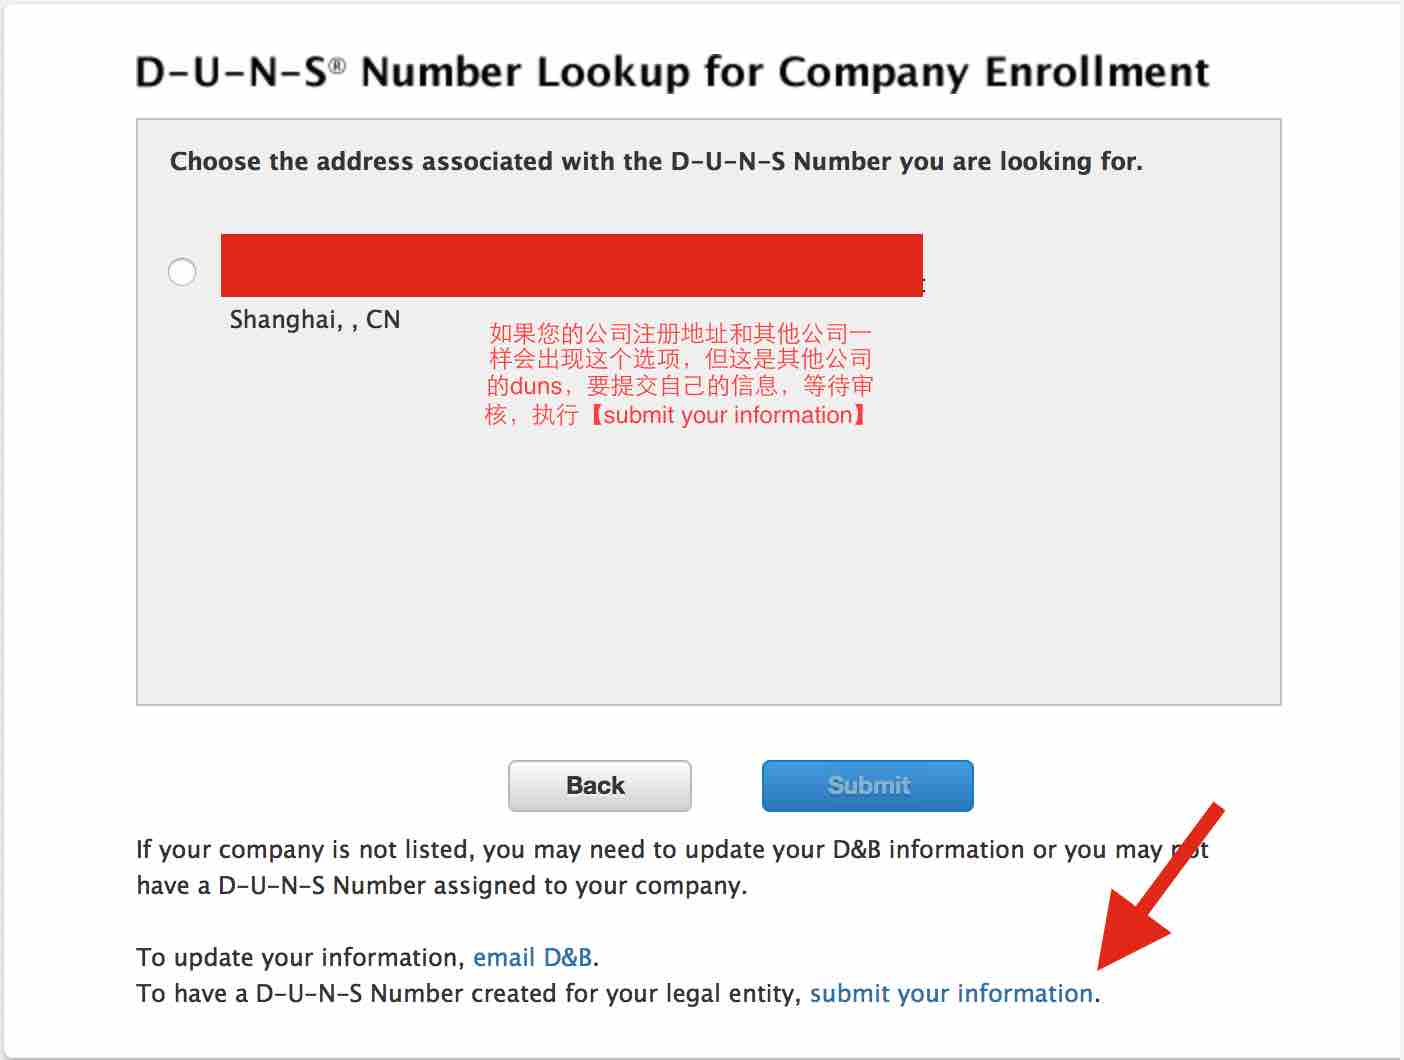 D-U-N-S® Number Lookup for Company Enrollment
Choose the address associated with the D-U-N-S Number you are looking for.
Shanghai, , CN
如果您的公司注册地址和其他公司一
样会出现这个选项，但这是其他公司
的duns，要提交自己的信息，等待审
核，执行【submit your information】
Back
Submit
If your company is not listed, you may need to update your D&B information or you may not
have a D-U-N-S Number assigned to your company.
To update your information, email D&B.
To have a D-U-N-S Number created for your legal entity, submit your information.